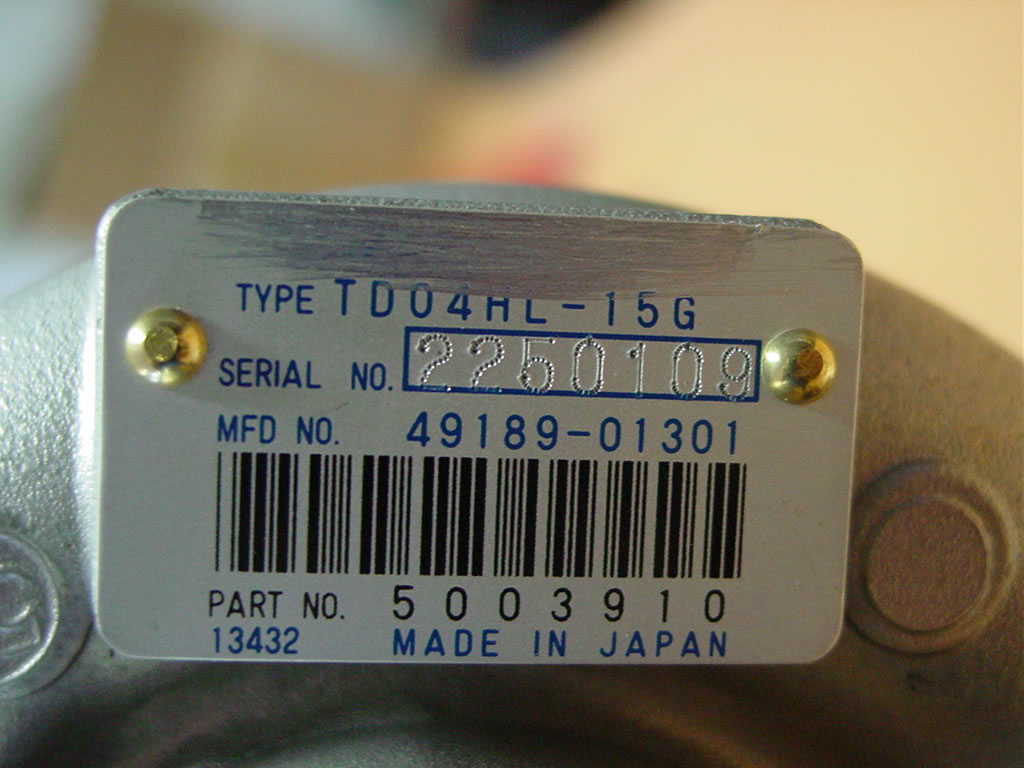 TYPE TD04HL-15G
SERIAL NO. 2250109
MFD NO. 49189-01301
PART NO. 5003910
13432 MADE IN JAPAN